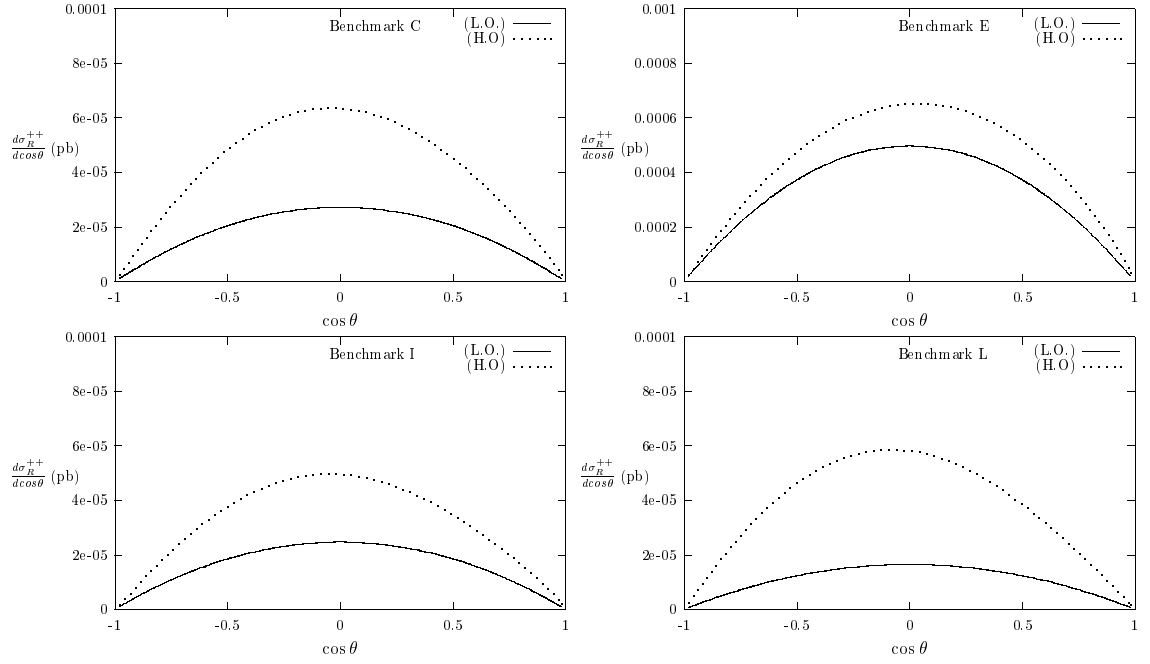 0.0001
Benchmark C
(L.O.)
(H.O)
8e-05
6e-05
dσ_R^{++}/dcosθ (pb)
4e-05
2e-05
0
-1 -0.5 0 0.5 1
cos θ
0.001
Benchmark E
(L.O.)
(H.O)
0.0008
0.0006
dσ_R^{++}/dcosθ (pb)
0.0004
0.0002
0
-1 -0.5 0 0.5 1
cos θ
0.0001
Benchmark I
(L.O.)
(H.O)
8e-05
6e-05
dσ_R^{++}/dcosθ (pb)
4e-05
2e-05
0
-1 -0.5 0 0.5 1
cos θ
0.0001
Benchmark L
(L.O.)
(H.O)
8e-05
6e-05
dσ_R^{++}/dcosθ (pb)
4e-05
2e-05
0
-1 -0.5 0 0.5 1
cos θ